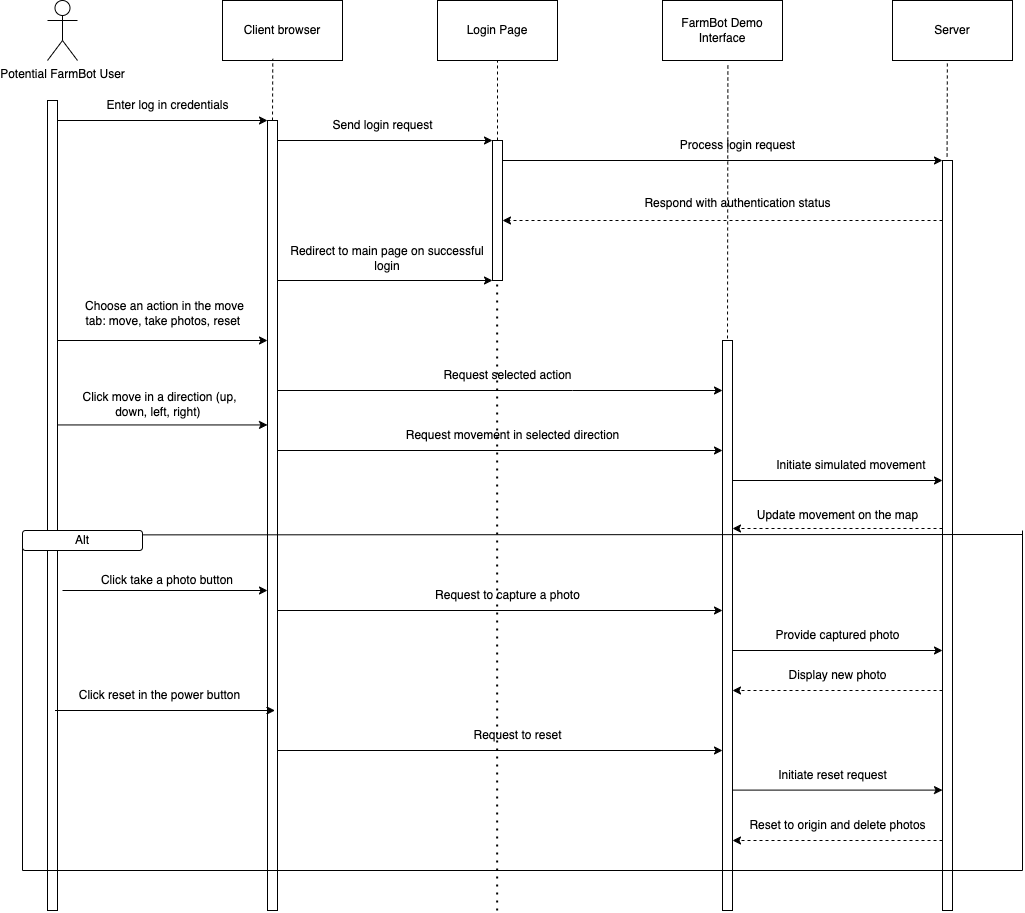 Potential FarmBot User
Client browser
Login Page
FarmBot Demo
Interface
Server
Enter log in credentials
Send login request
Process login request
Respond with authentication status
Redirect to main page on successful
login
Choose an action in the move
tab: move, take photos, reset
Request selected action
Click move in a direction (up,
down, left, right)
Request movement in selected direction
Initiate simulated movement
Update movement on the map
Alt
Click take a photo button
Request to capture a photo
Provide captured photo
Display new photo
Click reset in the power button
Request to reset
Initiate reset request
Reset to origin and delete photos